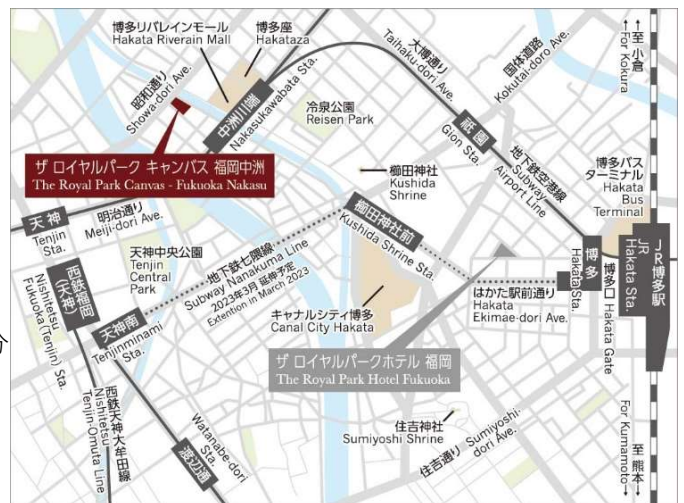 博多リバレインモール
Hakata Riverain Mall
博多座
Hakataza
昭和通り
Showa-dori Ave.
中洲川端
Nakasukawabata Sta.
大博通り
Taihaku-dori Ave.
国体道路
Kokutai-doro Ave.
至 小倉
For Kokura
冷泉公園
Reisen Park
祇園
Gion Sta.
地下鉄空港線
Subway
Airport Line
博多バス
ターミナル
Hakata
Bus
Terminal
ザ ロイヤルパーク キャンバス 福岡中洲
The Royal Park Canvas - Fukuoka Nakasu
櫛田神社
Kushida
Shrine
天神
Tenjin
Sta.
明治通り
Meiji-dori Ave.
櫛田神社前
Kushida Shrine Sta.
博多
Hakata Sta.
博多口 Hakata Gate
JR博多駅
JR
Hakata Sta.
天神中央公園
Tenjin
Central
Park
地下鉄七隈線
Subway Nanakuma Line
2023年3月 延伸予定
Extention in March 2023
西鉄福岡
(天神)
Nishitetsu
Fukuoka (Tenjin) Sta.
天神南
Tenjinminami
Sta.
キャナルシティ博多
Canal City Hakata
はかた駅前通り
Hakata
Ekimae-dori Ave.
分
ザ ロイヤルパークホテル 福岡
The Royal Park Hotel Fukuoka
西鉄天神大牟田線
Nishitetsu
Tenjin-Omuta Line
Watanabe-dori
Sta.
渡辺通
住吉神社
Sumiyoshi Shrine
住吉通り Sumiyoshi-
dori Ave.
For Kumamoto
至 熊本